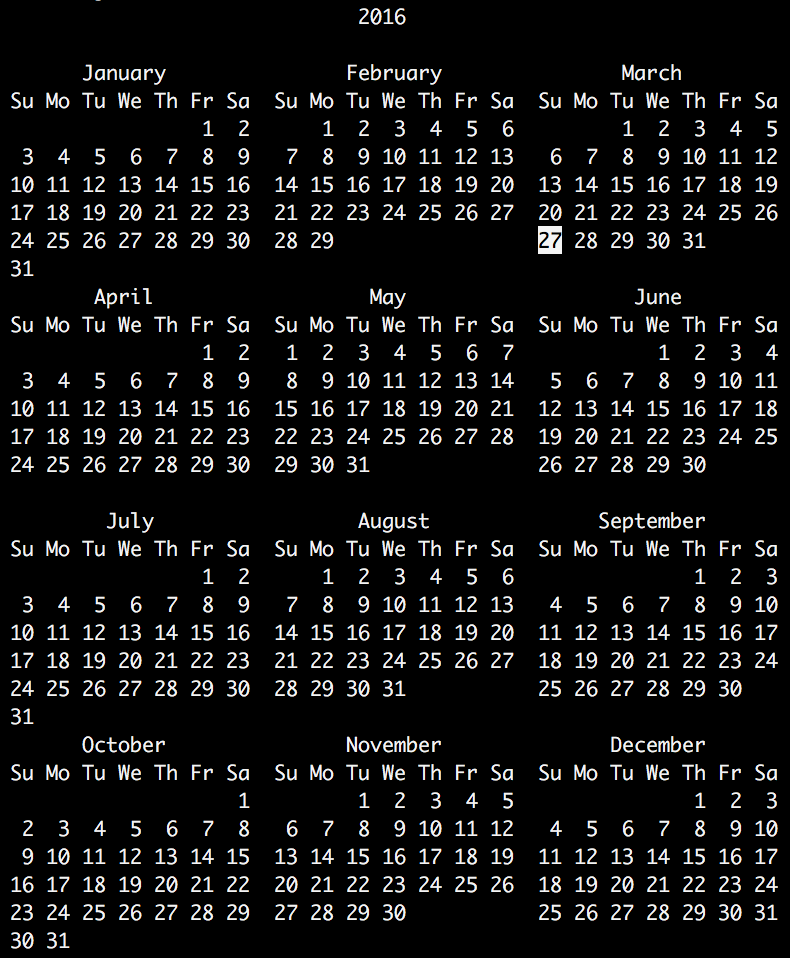 2016

      January               February               March
Su Mo Tu We Th Fr Sa  Su Mo Tu We Th Fr Sa  Su Mo Tu We Th Fr Sa
                1  2      1  2  3  4  5  6         1  2  3  4  5
 3  4  5  6  7  8  9   7  8  9 10 11 12 13   6  7  8  9 10 11 12
10 11 12 13 14 15 16  14 15 16 17 18 19 20  13 14 15 16 17 18 19
17 18 19 20 21 22 23  21 22 23 24 25 26 27  20 21 22 23 24 25 26
24 25 26 27 28 29 30  28 29                 27 28 29 30 31
31
       April                  May                   June
Su Mo Tu We Th Fr Sa  Su Mo Tu We Th Fr Sa  Su Mo Tu We Th Fr Sa
                1  2   1  2  3  4  5  6  7            1  2  3  4
 3  4  5  6  7  8  9   8  9 10 11 12 13 14   5  6  7  8  9 10 11
10 11 12 13 14 15 16  15 16 17 18 19 20 21  12 13 14 15 16 17 18
17 18 19 20 21 22 23  22 23 24 25 26 27 28  19 20 21 22 23 24 25
24 25 26 27 28 29 30  29 30 31              26 27 28 29 30

        July                 August              September
Su Mo Tu We Th Fr Sa  Su Mo Tu We Th Fr Sa  Su Mo Tu We Th Fr Sa
                1  2      1  2  3  4  5  6               1  2  3
 3  4  5  6  7  8  9   7  8  9 10 11 12 13   4  5  6  7  8  9 10
10 11 12 13 14 15 16  14 15 16 17 18 19 20  11 12 13 14 15 16 17
17 18 19 20 21 22 23  21 22 23 24 25 26 27  18 19 20 21 22 23 24
24 25 26 27 28 29 30  28 29 30 31           25 26 27 28 29 30
31
      October               November              December
Su Mo Tu We Th Fr Sa  Su Mo Tu We Th Fr Sa  Su Mo Tu We Th Fr Sa
                   1         1  2  3  4  5               1  2  3
 2  3  4  5  6  7  8   6  7  8  9 10 11 12   4  5  6  7  8  9 10
 9 10 11 12 13 14 15  13 14 15 16 17 18 19  11 12 13 14 15 16 17
16 17 18 19 20 21 22  20 21 22 23 24 25 26  18 19 20 21 22 23 24
23 24 25 26 27 28 29  27 28 29 30           25 26 27 28 29 30 31
30 31